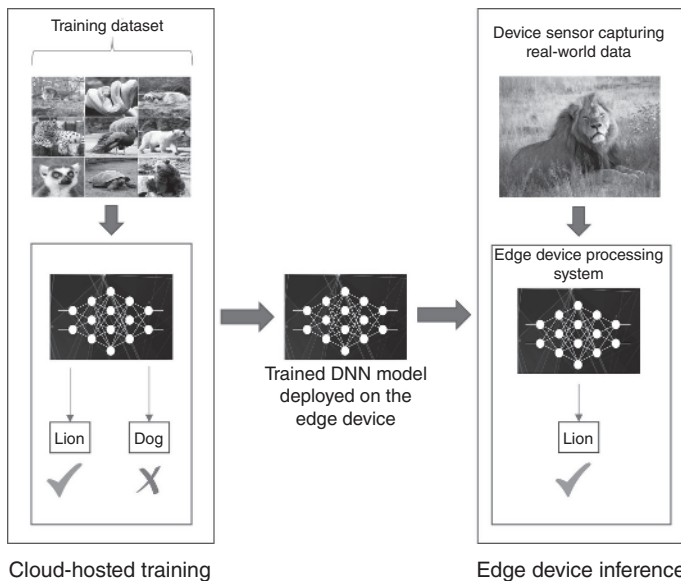 Training dataset
Lion
Dog
Cloud-hosted training
Trained DNN model
deployed on the
edge device
Device sensor capturing
real-world data
Edge device processing
system
Lion
Edge device inference